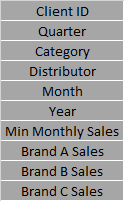 Client ID
Quarter
Category
Distributor
Month
Year
Min Monthly Sales
Brand A Sales
Brand B Sales
Brand C Sales